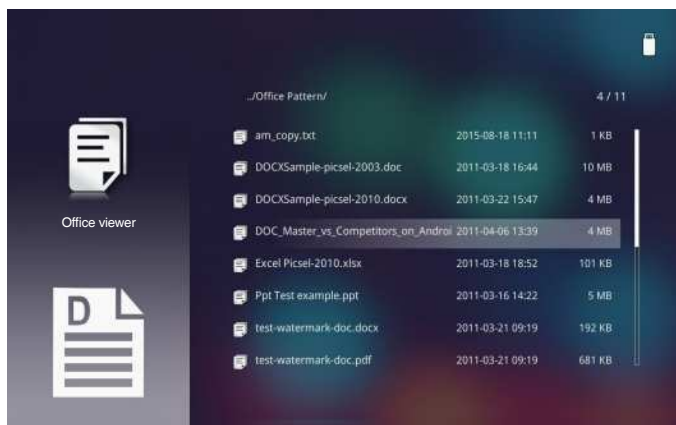 ../Office Pattern/ 4 / 11
am_copy.txt 2015-08-18 11:11 1 KB
DOCXSample-picsel-2003.doc 2011-03-18 16:44 10 MB
DOCXSample-picsel-2010.docx 2011-03-22 15:47 4 MB
Office viewer
DOC_Master_vs_Competitors_on_Androi 2011-04-06 13:39 4 MB
Excel Picsel-2010.xlsx 2011-03-18 18:52 101 KB
Ppt Test example.ppt 2011-03-16 14:22 5 MB
D
test-watermark-doc.docx 2011-03-21 09:19 192 KB
test-watermark-doc.pdf 2011-03-21 09:19 681 KB